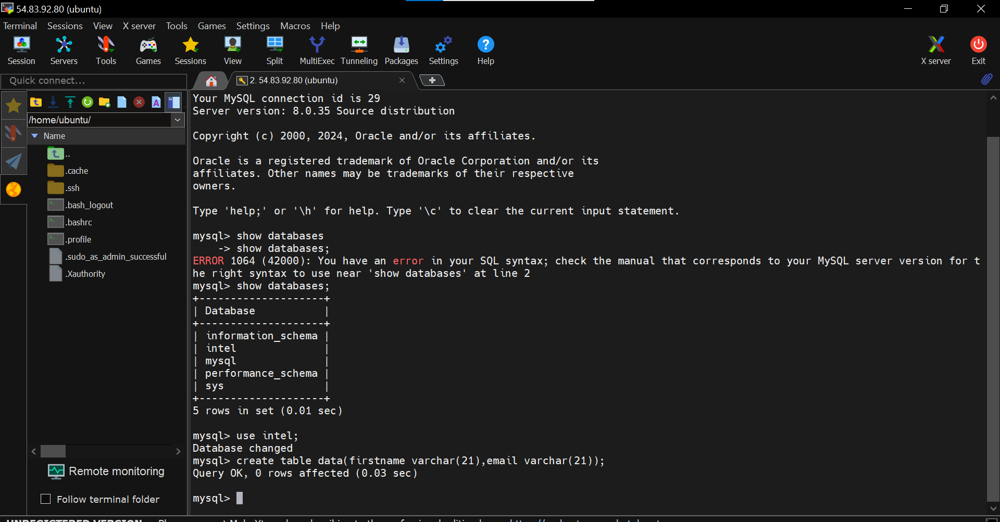 54.83.92.80 (ubuntu)
Terminal Sessions View X server Tools Games Settings Macros Help
Session Servers Tools Games Sessions View Split MultiExec Tunneling Packages Settings Help X server Exit
Quick connect...
2. 54.83.92.80 (ubuntu)
/home/ubuntu/
Name
..
.cache
.ssh
.bash_logout
.bashrc
.profile
.sudo_as_admin_successful
.Xauthority
Remote monitoring
Follow terminal folder
Your MySQL connection id is 29
Server version: 8.0.35 Source distribution
Copyright (c) 2000, 2024, Oracle and/or its affiliates.
Oracle is a registered trademark of Oracle Corporation and/or its
affiliates. Other names may be trademarks of their respective
owners.
Type 'help;' or '\h' for help. Type '\c' to clear the current input statement.
mysql> show databases
    -> show databases;
ERROR 1064 (42000): You have an error in your SQL syntax; check the manual that corresponds to your MySQL server version for t
he right syntax to use near 'show databases' at line 2
mysql> show databases;
+--------------------+
| Database           |
+--------------------+
| information_schema |
| intel              |
| mysql              |
| performance_schema |
| sys                |
+--------------------+
5 rows in set (0.01 sec)
mysql> use intel;
Database changed
mysql> create table data(firstname varchar(21),email varchar(21));
Query OK, 0 rows affected (0.03 sec)
mysql>
UNREGISTERED VERSION